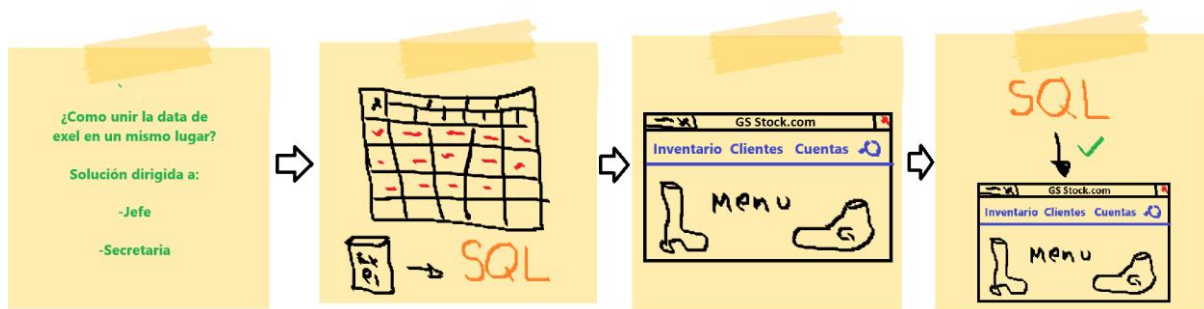 ¿Como unir la data de
exel en un mismo lugar?
Solución dirigida a:
-Jefe
-Secretaria
SQL
GS Stock.com
Inventario Clientes Cuentas
Menu
G
SQL
GS Stock.com
Inventario Clientes Cuentas
Menu
G